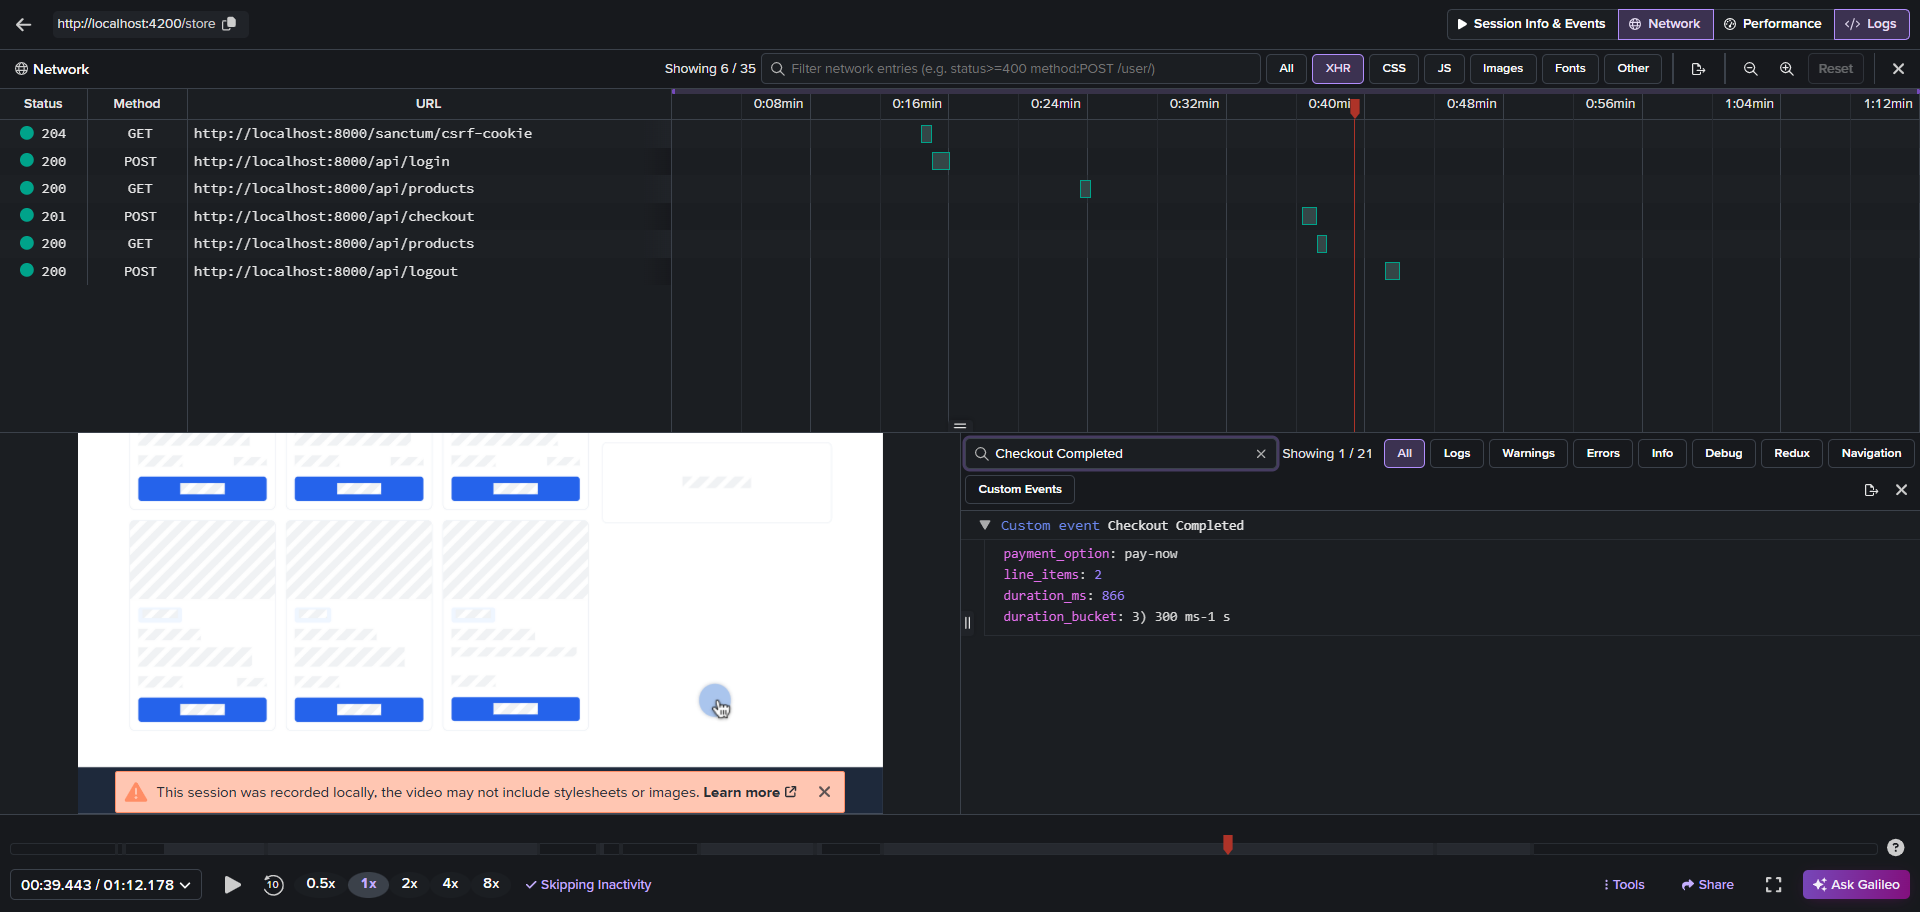 http://localhost:4200/store
Session Info & Events
Network
Performance
</> Logs
Network
Showing 6 / 35
Filter network entries (e.g. status>=400 method:POST /user/)
All
XHR
CSS
JS
Images
Fonts
Other
Reset
Status Method URL
0:08min 0:16min 0:24min 0:32min 0:40min 0:48min 0:56min 1:04min 1:12min
204 GET http://localhost:8000/sanctum/csrf-cookie
200 POST http://localhost:8000/api/login
200 GET http://localhost:8000/api/products
201 POST http://localhost:8000/api/checkout
200 GET http://localhost:8000/api/products
200 POST http://localhost:8000/api/logout
Checkout Completed
Showing 1 / 21
All
Logs
Warnings
Errors
Info
Debug
Redux
Navigation
Custom Events
Custom event Checkout Completed
payment_option: pay-now
line_items: 2
duration_ms: 866
duration_bucket: 3) 300 ms-1 s
This session was recorded locally, the video may not include stylesheets or images. Learn more
?
00:39.443 / 01:12.178
10
0.5x
1x
2x
4x
8x
Skipping Inactivity
Tools
Share
Ask Galileo